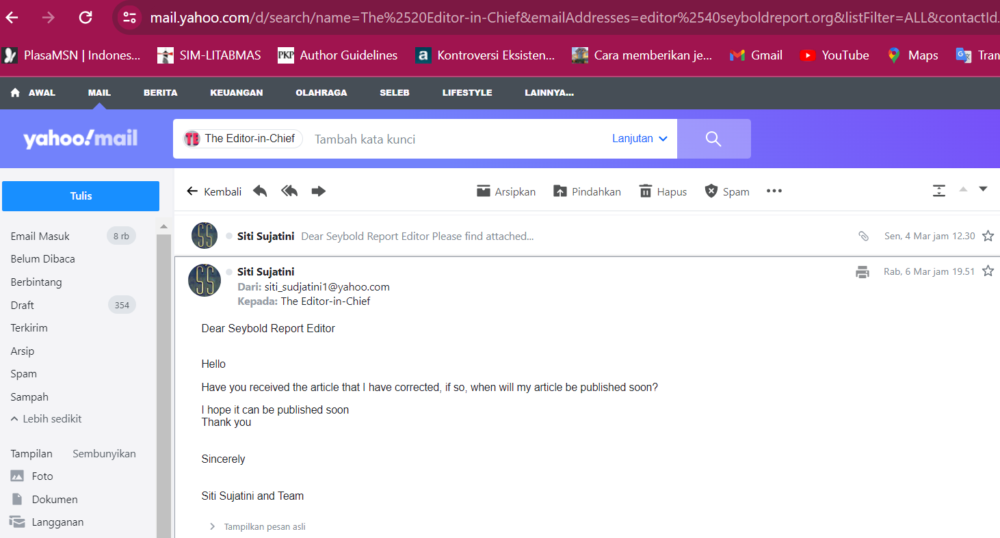 mail.yahoo.com/d/search/name=The%2520Editor-in-Chief&emailAddresses=editor%2540seyboldreport.org&listFilter=ALL&contactId.
PlasaMSN | Indones... SIM-LITABMAS PKP Author Guidelines a Kontroversi Eksisten... Cara memberikan je... Gmail YouTube Maps Tran
AWAL MAIL BERITA KEUANGAN OLAHRAGA SELEB LIFESTYLE LAINNYA...
yahoo!mail TE The Editor-in-Chief Tambah kata kunci Lanjutan
Tulis Kembali Arsipkan Pindahkan Hapus Spam
Email Masuk 8 rb
Belum Dibaca
Berbintang
Draft 354
Terkirim
Arsip
Spam
Sampah
Lebih sedikit
Tampilan Sembunyikan
Foto
Dokumen
Langganan
SS Siti Sujatini Dear Seybold Report Editor Please find attached... Sen, 4 Mar jam 12.30
SS Siti Sujatini Rab, 6 Mar jam 19.51
Dari: siti_sudjatini1@yahoo.com
Kepada: The Editor-in-Chief
Dear Seybold Report Editor
Hello
Have you received the article that I have corrected, if so, when will my article be published soon?
I hope it can be published soon
Thank you
Sincerely
Siti Sujatini and Team
Tampilkan pesan asli